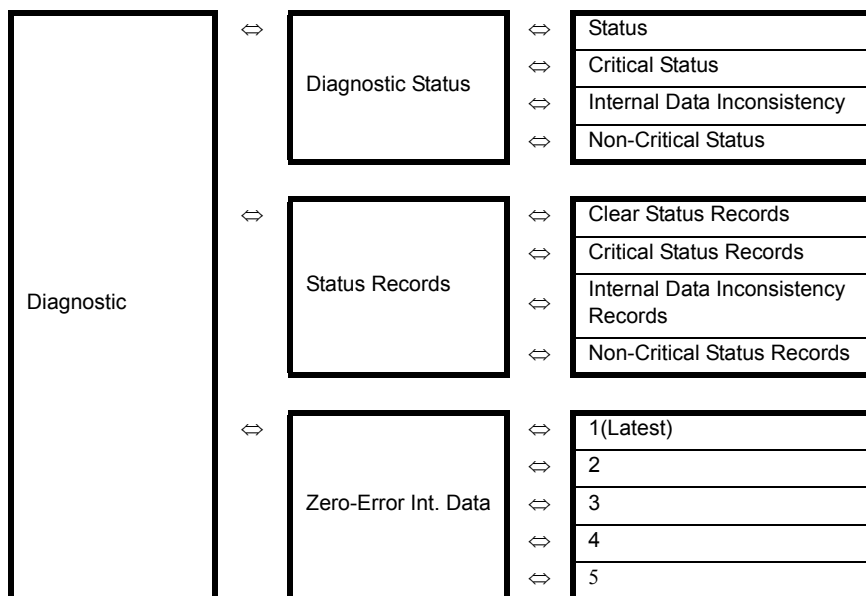 ⇔ ⇔ Status
⇔ Critical Status
Diagnostic Status
⇔ Internal Data Inconsistency
⇔ Non-Critical Status
⇔ ⇔ Clear Status Records
⇔ Critical Status Records
Status Records
Diagnostic
⇔ Internal Data Inconsistency
Records
⇔ Non-Critical Status Records
⇔ ⇔ 1(Latest)
⇔ 2
Zero-Error Int. Data ⇔ 3
⇔ 4
⇔ 5